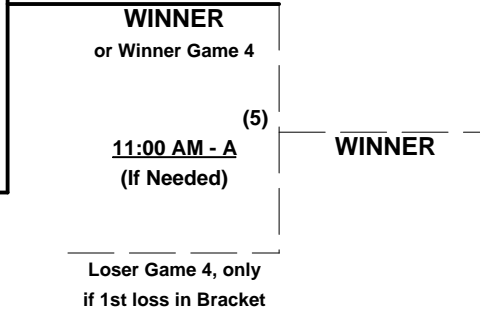 WINNER
or Winner Game 4
(5)
11:00 AM - A
(If Needed)
WINNER
Loser Game 4, only
if 1st loss in Bracket